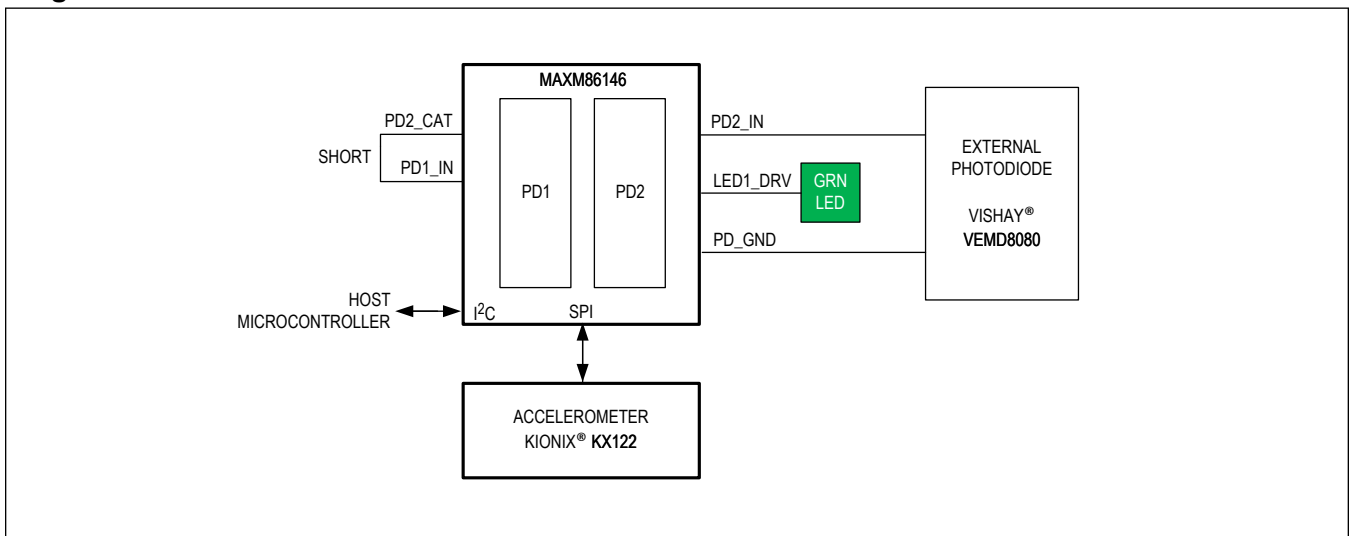 MAXM86146
PD2_CAT
SHORT
PD1_IN
PD1
PD2
PD2_IN
LED1_DRV
GRN
LED
PD_GND
EXTERNAL
PHOTODIODE
VISHAY®
VEMD8080
HOST
MICROCONTROLLER
I²C
SPI
ACCELEROMETER
KIONIX® KX122